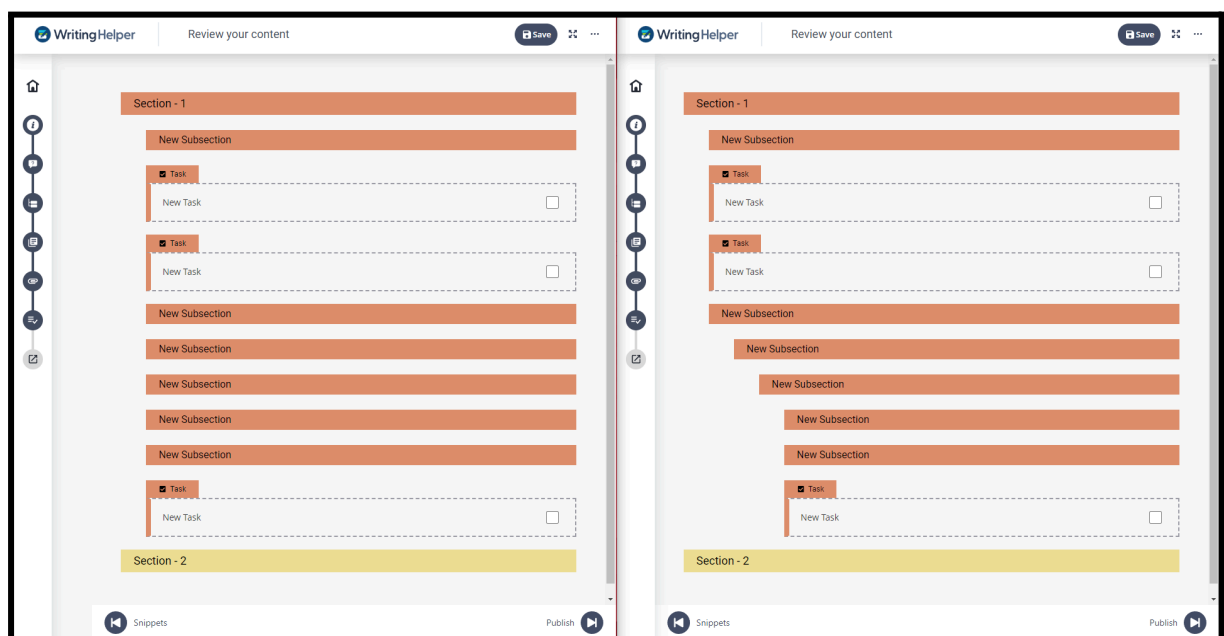 WritingHelper
Review your content
Save
Section - 1
New Subsection
Task
New Task
Task
New Task
New Subsection
New Subsection
New Subsection
New Subsection
New Subsection
Task
New Task
Section - 2
Snippets
Publish
WritingHelper
Review your content
Save
Section - 1
New Subsection
Task
New Task
Task
New Task
New Subsection
New Subsection
New Subsection
New Subsection
New Subsection
Task
New Task
Section - 2
Snippets
Publish